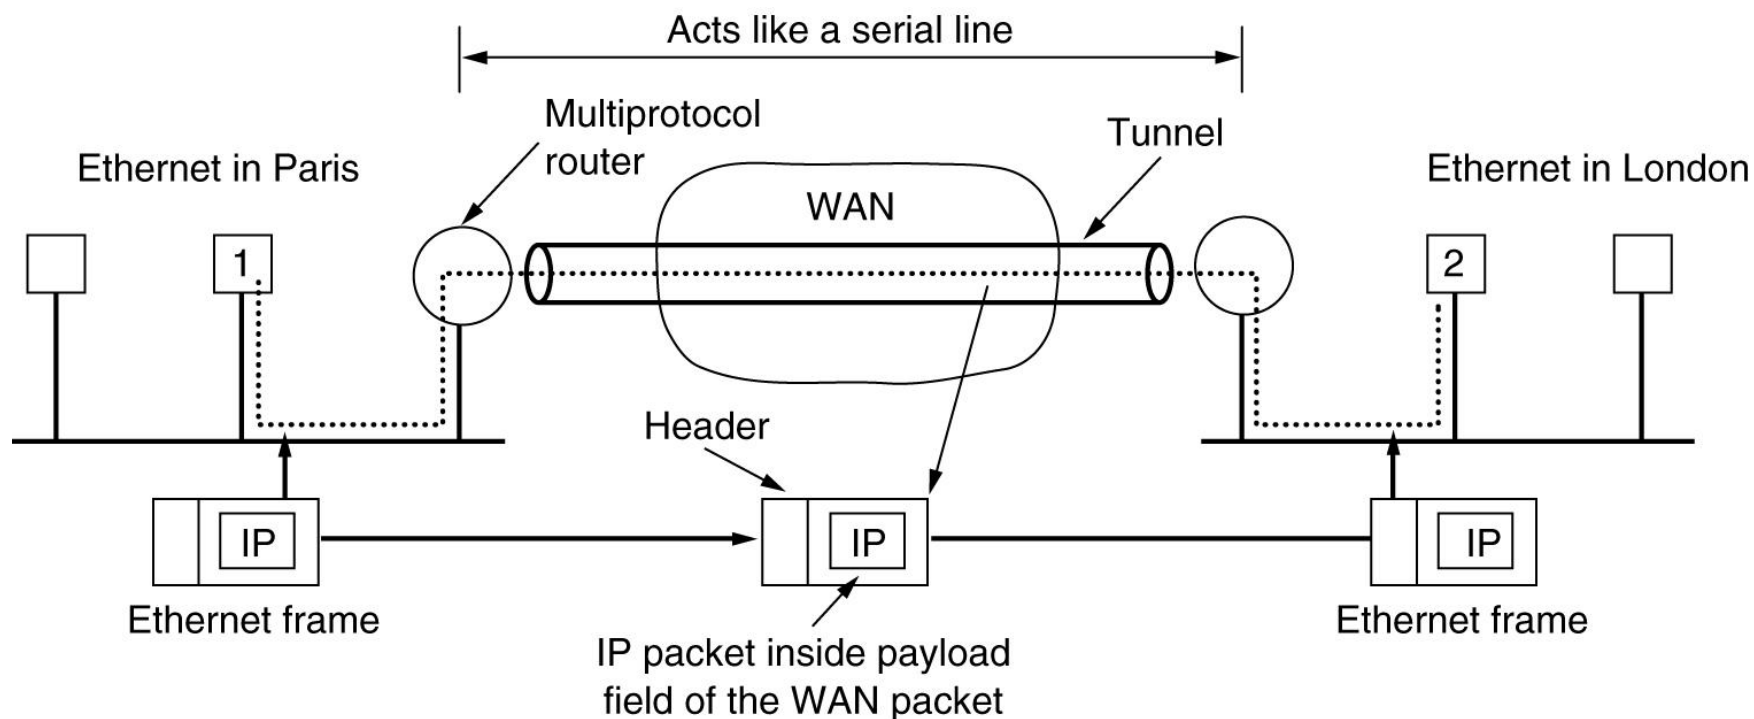 Acts like a serial line
Multiprotocol
router
Tunnel
Ethernet in Paris
Ethernet in London
WAN
1
2
Header
IP
IP
IP
Ethernet frame
Ethernet frame
IP packet inside payload
field of the WAN packet